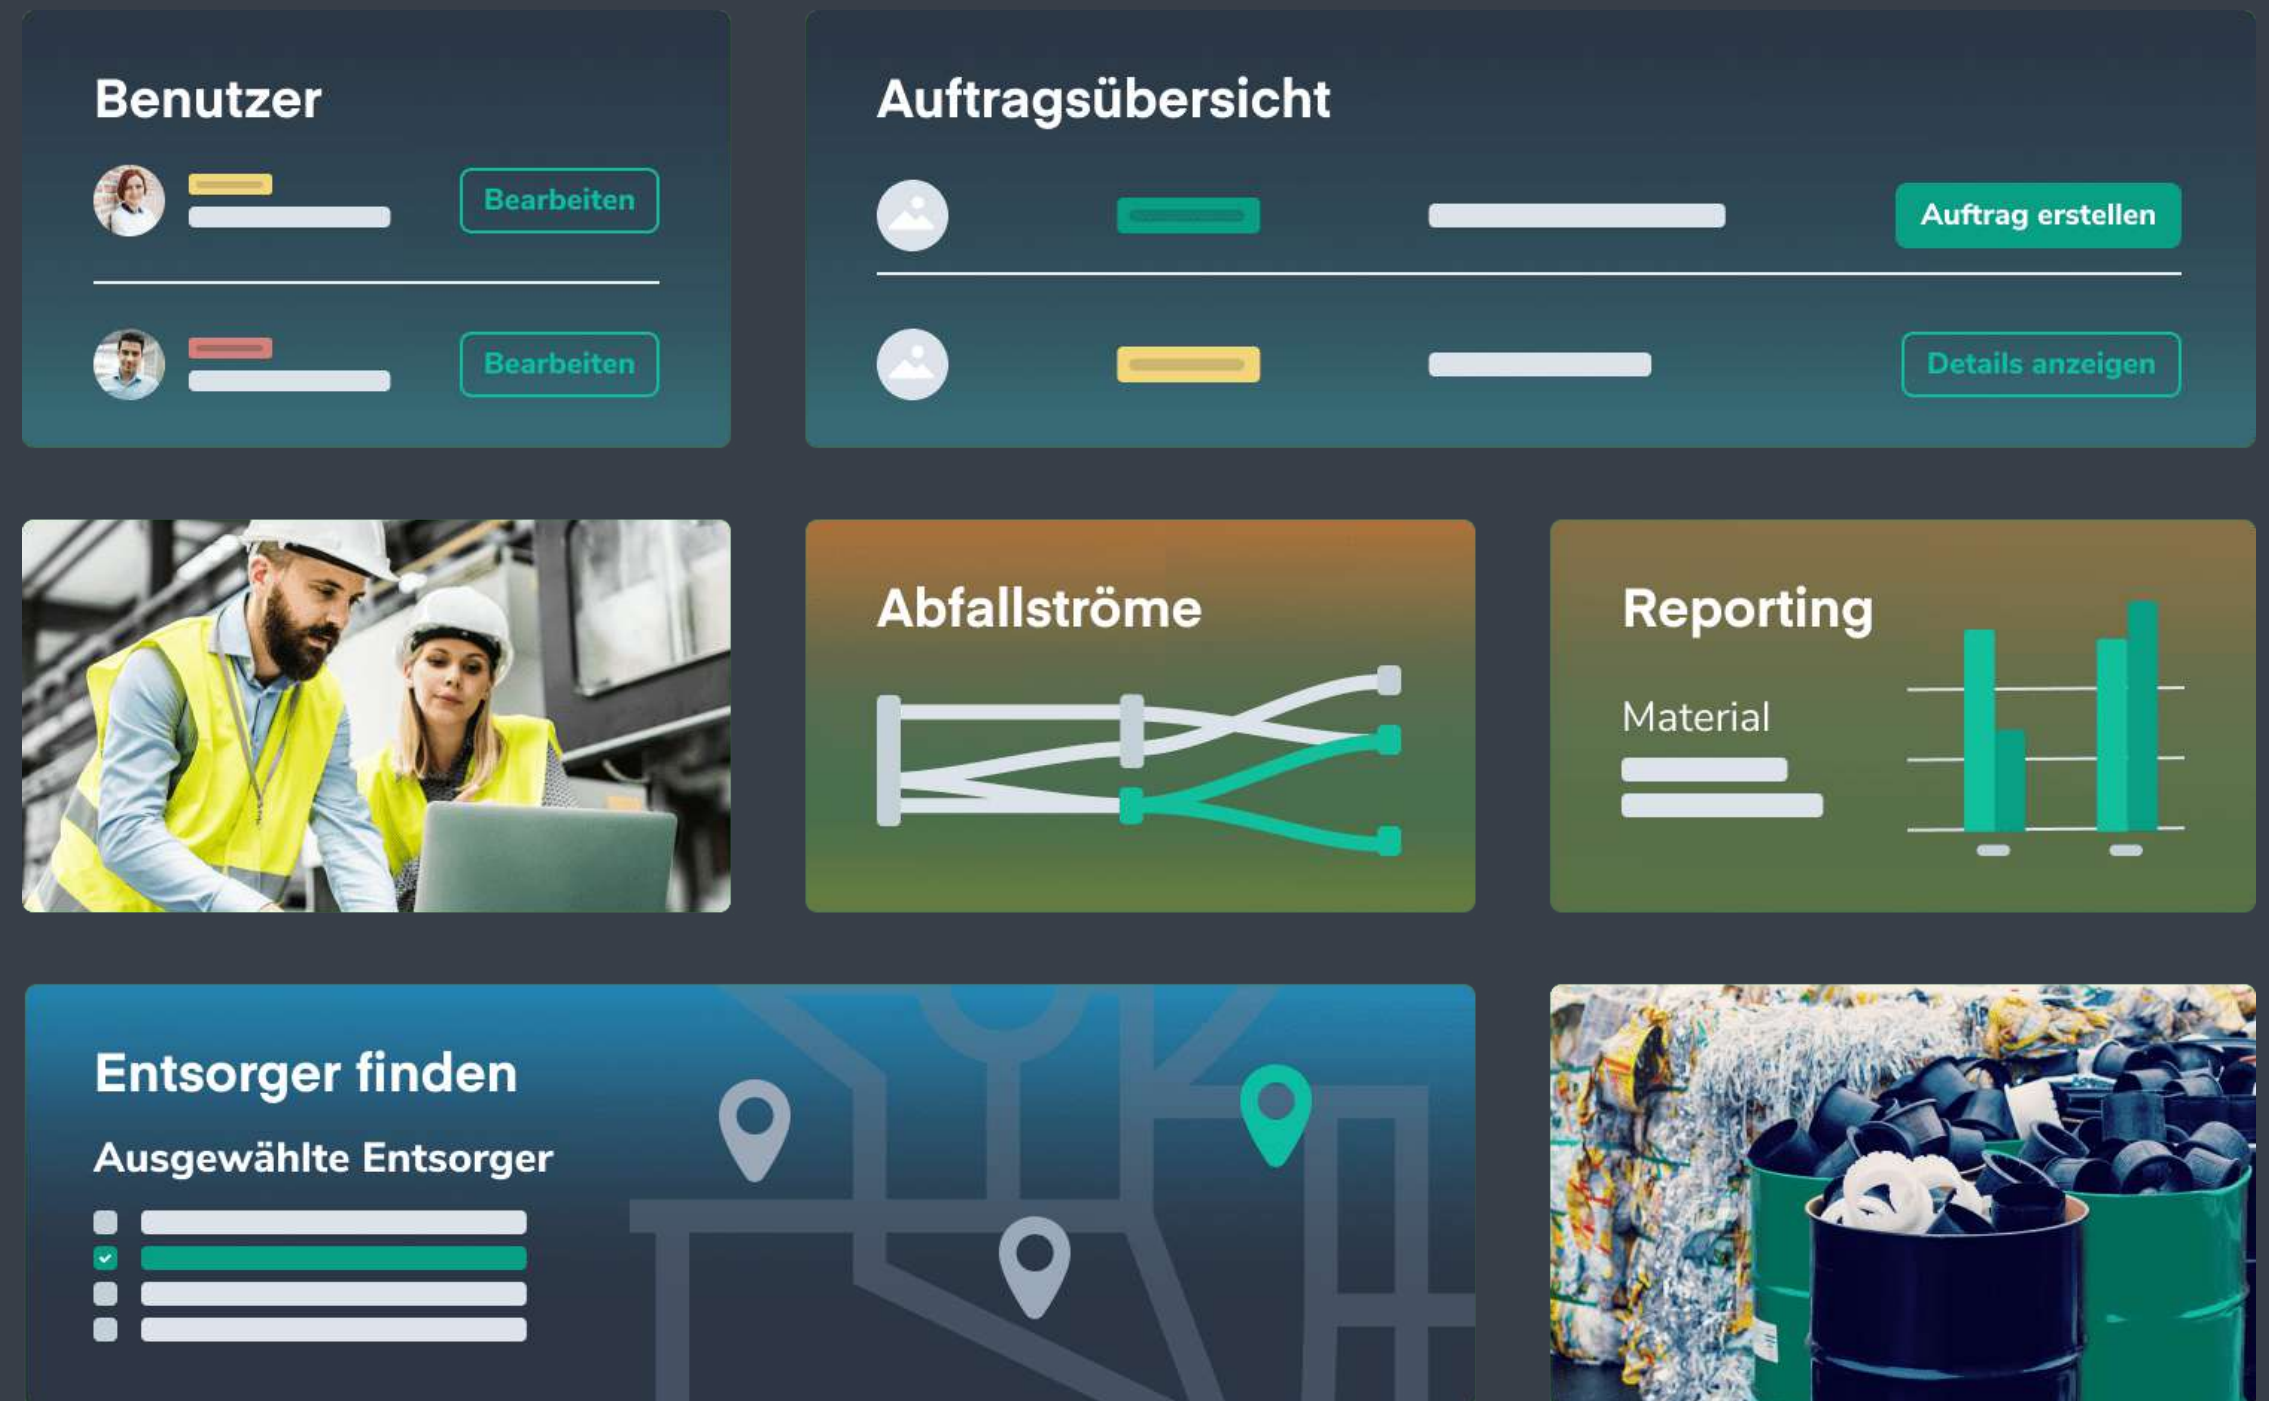 Benutzer
Bearbeiten
Bearbeiten
Auftragsübersicht
Auftrag erstellen
Details anzeigen
Abfallströme
Reporting
Material
Entsorger finden
Ausgewählte Entsorger